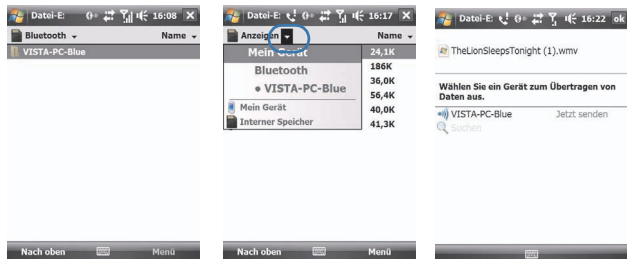 Datei-E: 16:08
Bluetooth Name
VISTA-PC-Blue
Nach oben Menü
Datei-E: 16:17
Anzeigen Name
Mein Gerät 24,1K
Bluetooth 186K
36,0K
VISTA-PC-Blue 56,4K
Mein Gerät 40,0K
Interner Speicher 41,3K
Nach oben Menü
Datei-E: 16:22 ok
TheLionSleepsTonight (1).wmv
Wählen Sie ein Gerät zum Übertragen von
Daten aus.
VISTA-PC-Blue Jetzt senden
Suchen